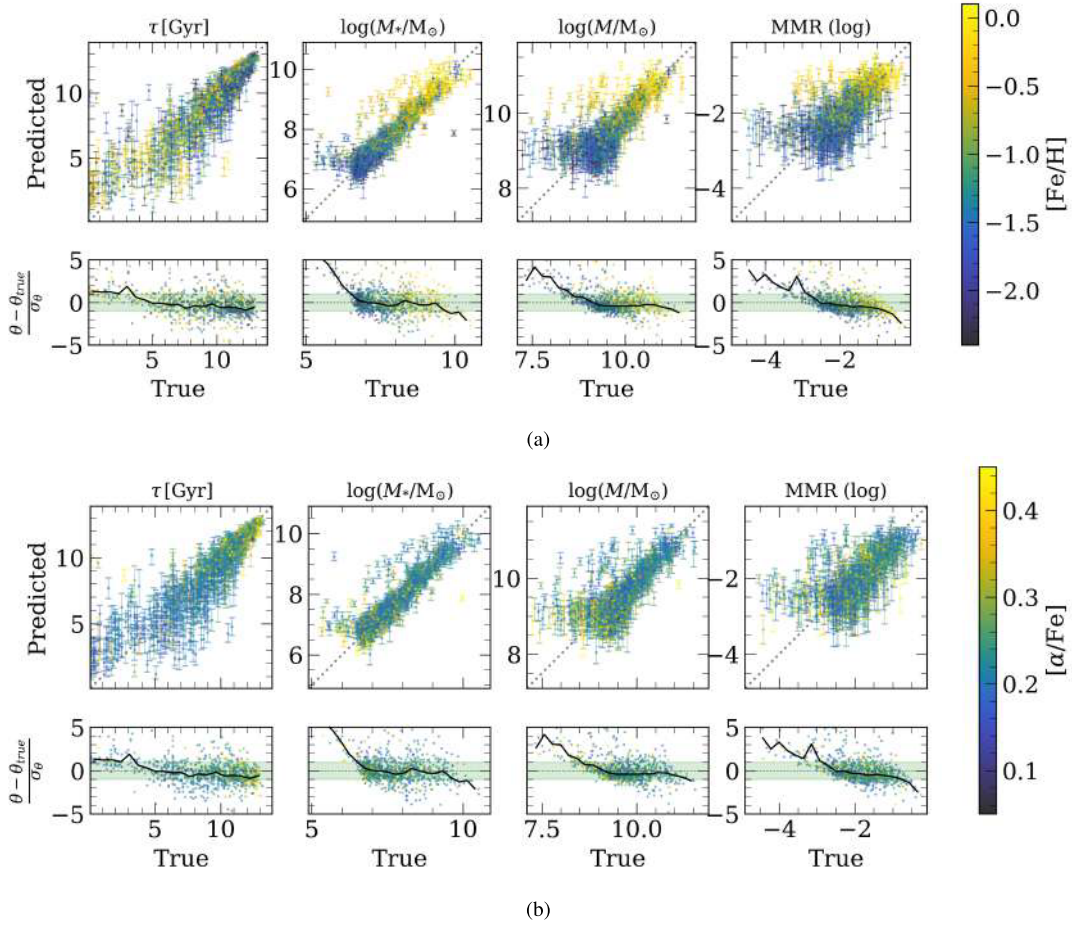 τ [Gyr] log(M*/M⊙) log(M/M⊙) MMR (log)
0.0
−0.5
−1.0
−1.5
−2.0
[Fe/H]
Predicted
10
5
10
8
6
10
8
−2
−4
θ − θtrue
σθ
5
0
−5
5 10
5 10
7.5 10.0
−4 −2
True True True True
(a)
τ [Gyr] log(M*/M⊙) log(M/M⊙) MMR (log)
0.4
0.3
0.2
0.1
[α/Fe]
Predicted
10
5
10
8
6
10
8
−2
−4
θ − θtrue
σθ
5
0
−5
5 10
5 10
7.5 10.0
−4 −2
True True True True
(b)